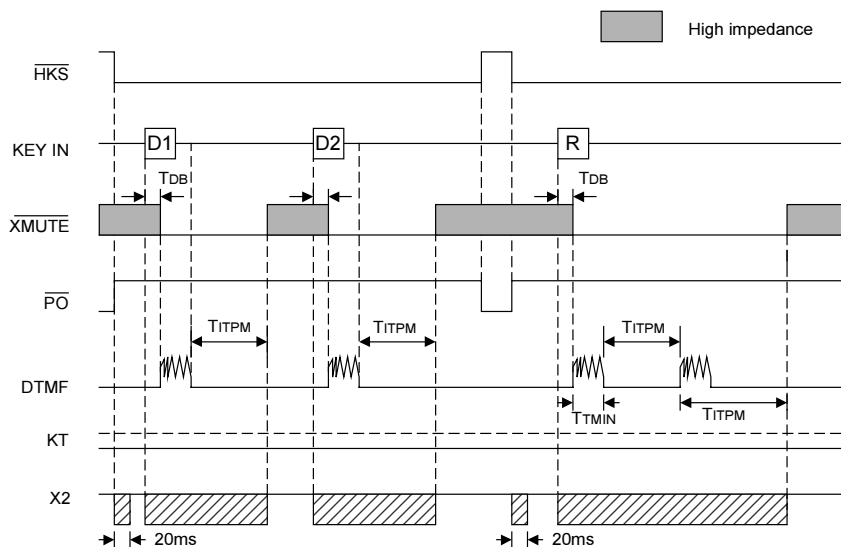 High impedance
HKS
KEY IN
D1
D2
R
TDB
TDB
XMUTE
PO
TITPM
TITPM
TITPM
DTMF
TTMIN
TITPM
KT
X2
20ms
20ms